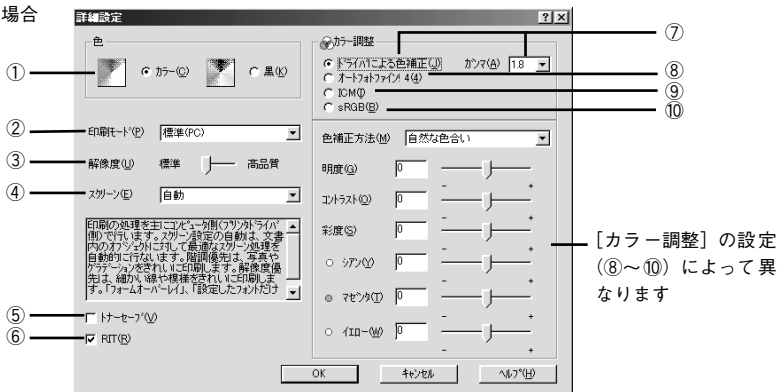 場合
詳細設定
色
カラー(C)
黒(K)
①
②
印刷モード(P)
標準(PC)
③
解像度(U)
標準
高品質
④
スクリーン(E)
自動
印刷の処理を主にコンピュータ側(プリンタドライバ
側)で行います。スクリーン設定の自動は、文書
内のオブジェクトに対して最適なスクリーン処理を
自動的に行ないます。階調優先は、写真や
グラデーションをきれいに印刷します。解像度優
先は、細かい線や模様をきれいに印刷しま
す。「フォームオーバーレイ」、「設定したフォントだけ
⑤
トナーセーブ(V)
⑥
RIT(R)
カラー調整
⑦
ドライバによる色補正(J)
ガンマ(A)
1.8
オートフォトファイン!4(4)
⑧
ICM(I)
⑨
sRGB(B)
⑩
色補正方法(M)
自然な色合い
明度(G)
0
- +
コントラスト(O)
0
- +
彩度(S)
0
- +
シアン(Y)
0
- +
マゼンタ(T)
0
- +
イエロー(W)
0
- +
[カラー調整]の設定
(⑧~⑩)によって異
なります
OK
キャンセル
ヘルプ(H)